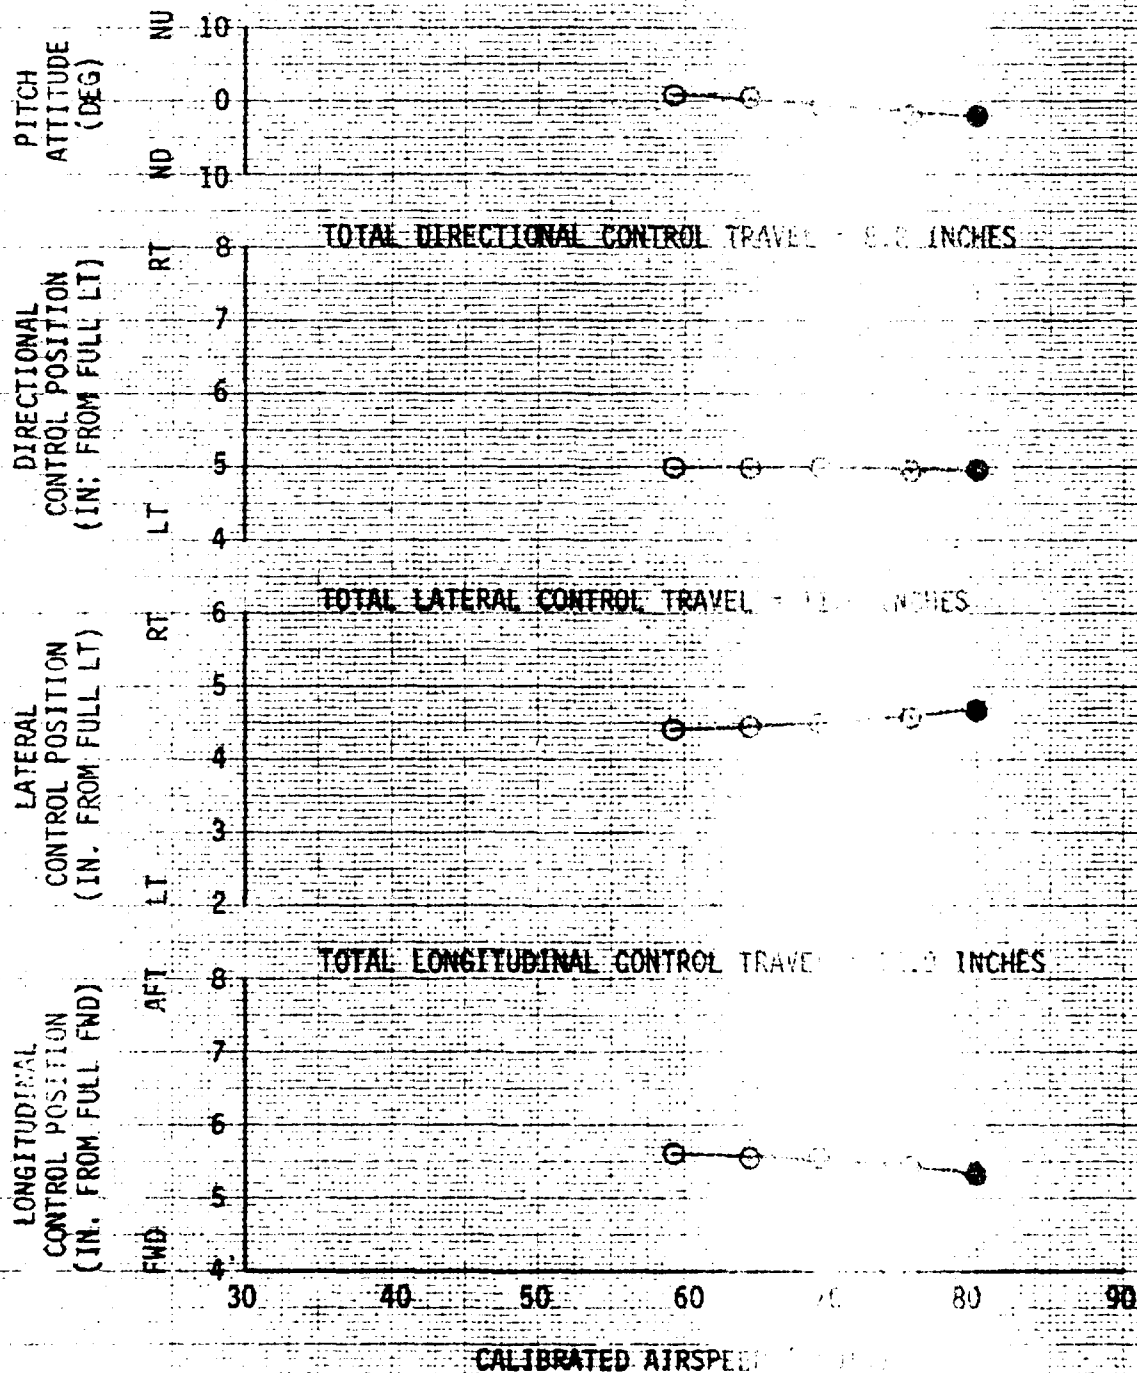 PITCH
ATTITUDE
(DEG)
NU
ND
10
0
10
TOTAL DIRECTIONAL CONTROL TRAVEL INCHES
DIRECTIONAL
CONTROL POSITION
(IN: FROM FULL LT)
RT
LT
8
7
6
5
4
TOTAL LATERAL CONTROL TRAVEL = INCHES
LATERAL
CONTROL POSITION
(IN. FROM FULL LT)
RT
LT
6
5
4
3
2
TOTAL LONGITUDINAL CONTROL INCHES
LONGITUDINAL
CONTROL POSITION
(IN. FROM FULL FWD)
AFT
FWD
8
7
6
5
4
30 40 50 60 80 90
CALIBRATED